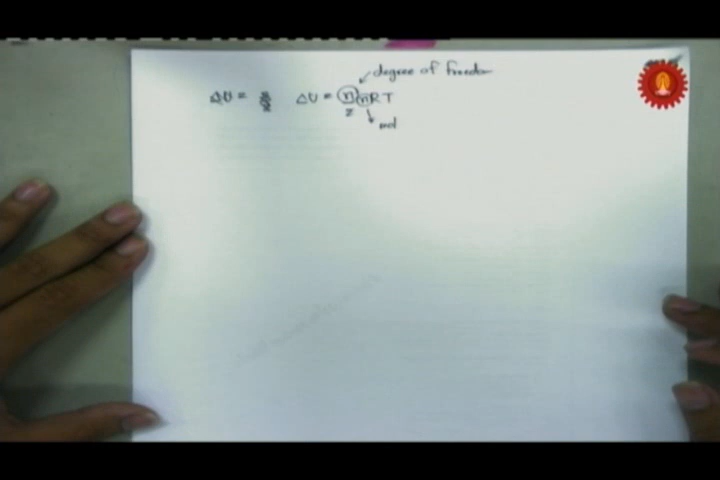 degree of freedom
ΔU = ΔU = n/2 nRT
mol